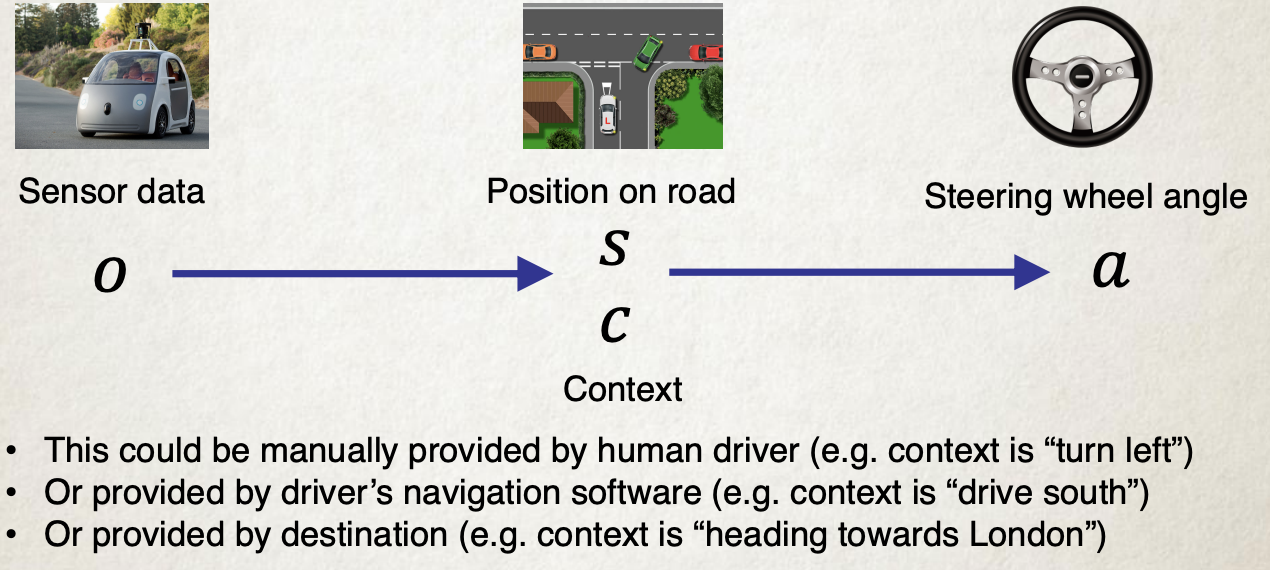 Sensor data
Position on road
Steering wheel angle
o
s
a
c
Context
• This could be manually provided by human driver (e.g. context is “turn left”)
• Or provided by driver’s navigation software (e.g. context is “drive south”)
• Or provided by destination (e.g. context is “heading towards London”)
L